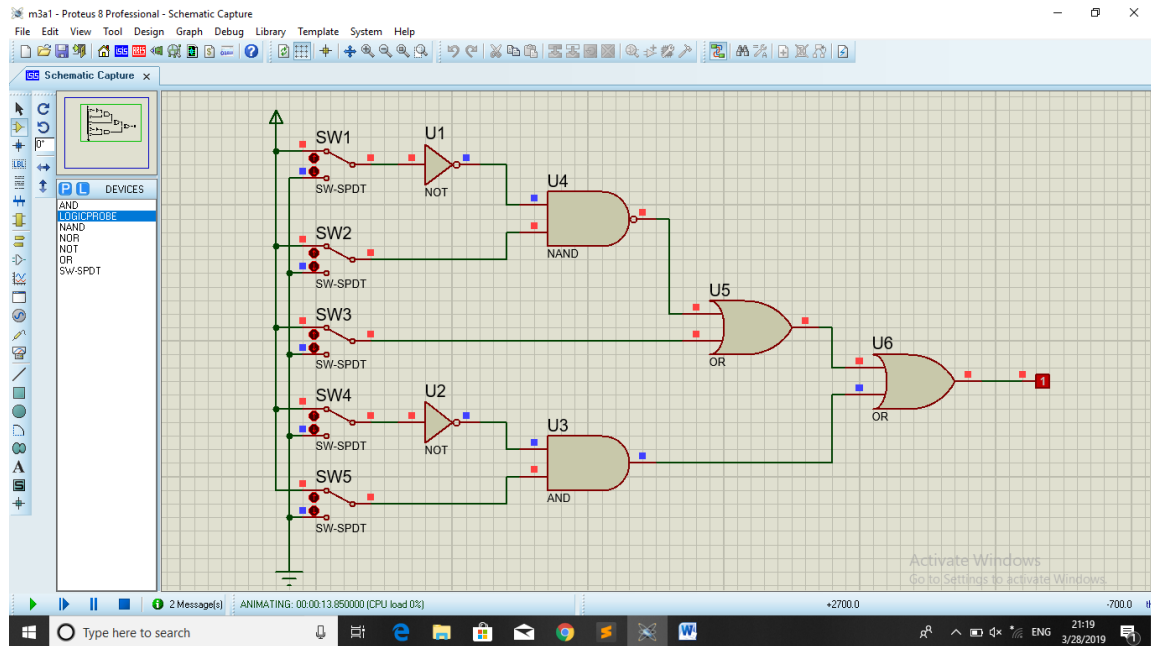 m3a1 - Proteus 8 Professional - Schematic Capture
File Edit View Tool Design Graph Debug Library Template System Help
Schematic Capture x
0°
LBL
P L DEVICES
AND
LOGICPROBE
NAND
NOR
NOT
OR
SW-SPDT
A
S
SW1
SW-SPDT
U1
NOT
U4
NAND
SW2
SW-SPDT
SW3
SW-SPDT
U5
OR
U6
OR
1
SW4
SW-SPDT
U2
NOT
U3
AND
SW5
SW-SPDT
Activate Windows
Go to Settings to activate Windows.
2 Message(s) ANIMATING: 00:00:13.850000 (CPU load 0%) +2700.0 -700.0 th
Type here to search
ENG
21:19
3/28/2019
1